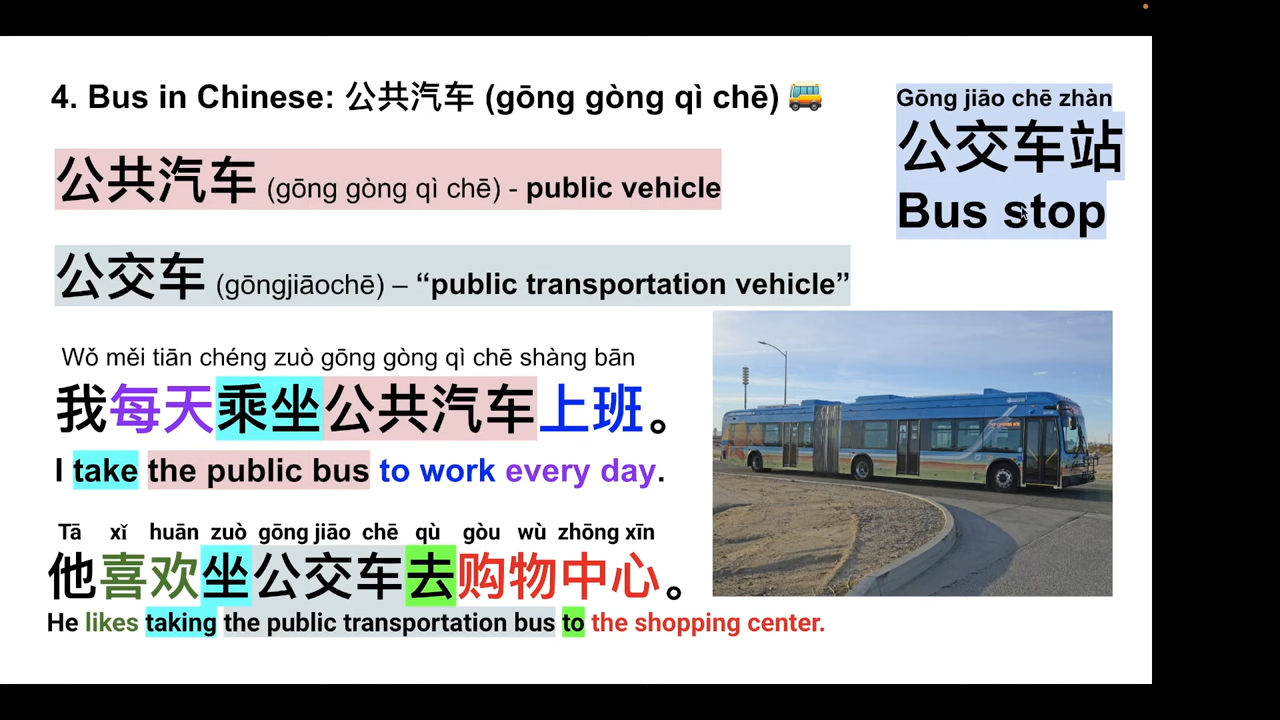 4. Bus in Chinese: 公共汽车 (gōng gòng qì chē) 🚌
公共汽车 (gōng gòng qì chē) - public vehicle
公交车 (gōngjiāochē) – “public transportation vehicle”
Gōng jiāo chē zhàn
公交车站
Bus stop
Wǒ měi tiān chéng zuò gōng gòng qì chē shàng bān
我每天乘坐公共汽车上班。
I take the public bus to work every day.
Tā xǐ huān zuò gōng jiāo chē qù gòu wù zhōng xīn
他喜欢坐公交车去购物中心。
He likes taking the public transportation bus to the shopping center.